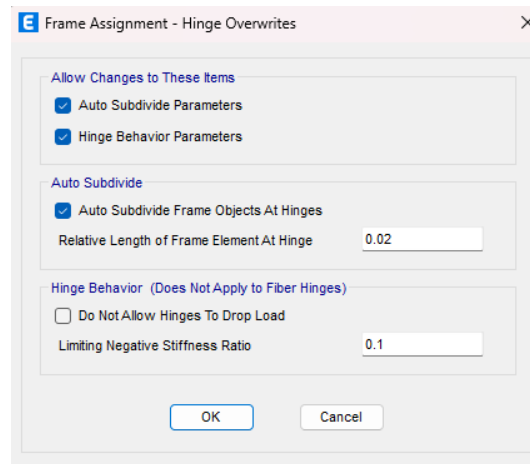 E Frame Assignment - Hinge Overwrites
Allow Changes to These Items
Auto Subdivide Parameters
Hinge Behavior Parameters
Auto Subdivide
Auto Subdivide Frame Objects At Hinges
Relative Length of Frame Element At Hinge 0.02
Hinge Behavior (Does Not Apply to Fiber Hinges)
Do Not Allow Hinges To Drop Load
Limiting Negative Stiffness Ratio 0.1
OK Cancel